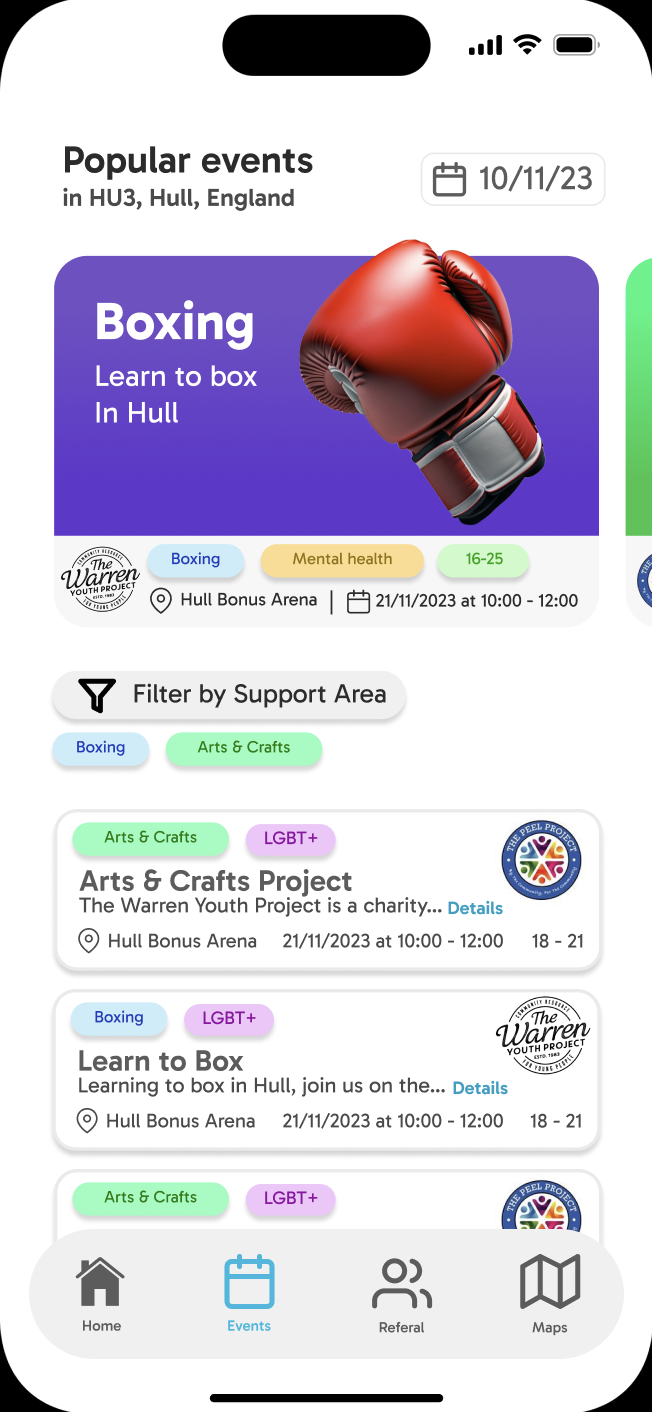 Popular events
in HU3, Hull, England
10/11/23
Boxing
Learn to box
In Hull
COMMUNITY RESOURCE
The
Warren
YOUTH PROJECT
ESTD. 1983
FOR YOUNG PEOPLE
Boxing
Mental health
16-25
Hull Bonus Arena | 21/11/2023 at 10:00 - 12:00
Filter by Support Area
Boxing
Arts & Crafts
Arts & Crafts
LGBT+
THE PEEL PROJECT
By The Community, For The Community
Arts & Crafts Project
The Warren Youth Project is a charity... Details
Hull Bonus Arena 21/11/2023 at 10:00 - 12:00 18 - 21
Boxing
LGBT+
COMMUNITY RESOURCE
The
Warren
YOUTH PROJECT
ESTD. 1983
FOR YOUNG PEOPLE
Learn to Box
Learning to box in Hull, join us on the... Details
Hull Bonus Arena 21/11/2023 at 10:00 - 12:00 18 - 21
Arts & Crafts
LGBT+
THE PEEL PROJECT
Home
Events
Referal
Maps